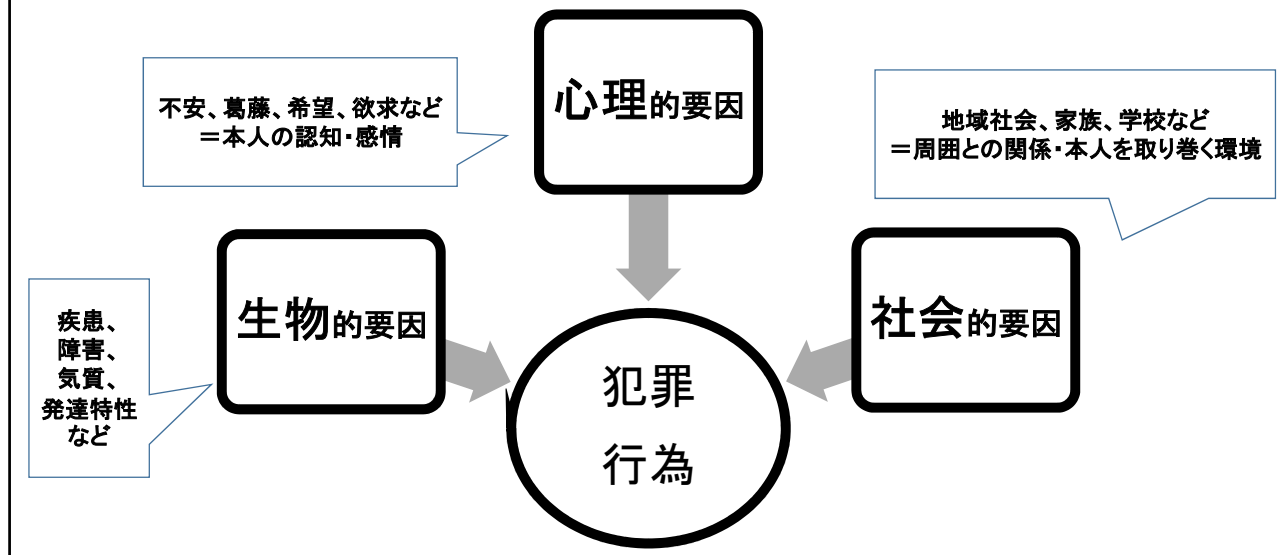 心理的要因
不安、葛藤、希望、欲求など
＝本人の認知・感情
地域社会、家族、学校など
＝周囲との関係・本人を取り巻く環境
生物的要因
疾患、
障害、
気質、
発達特性
など
社会的要因
犯罪
行為